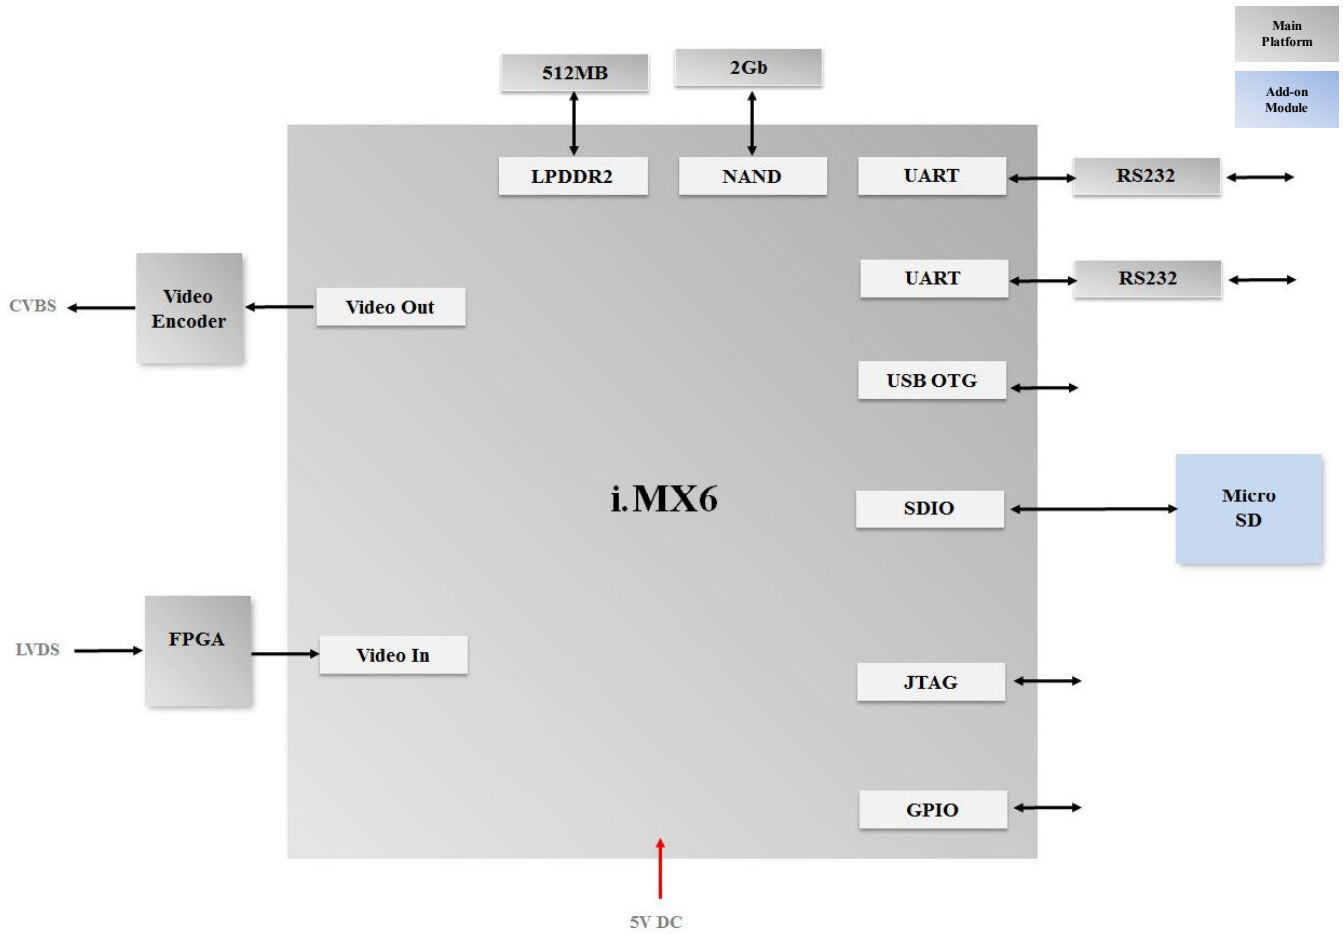 Main
Platform
Add-on
Module
512MB
2Gb
LPDDR2
NAND
UART
RS232
UART
RS232
CVBS
Video
Encoder
Video Out
USB OTG
i.MX6
SDIO
Micro
SD
LVDS
FPGA
Video In
JTAG
GPIO
5V DC